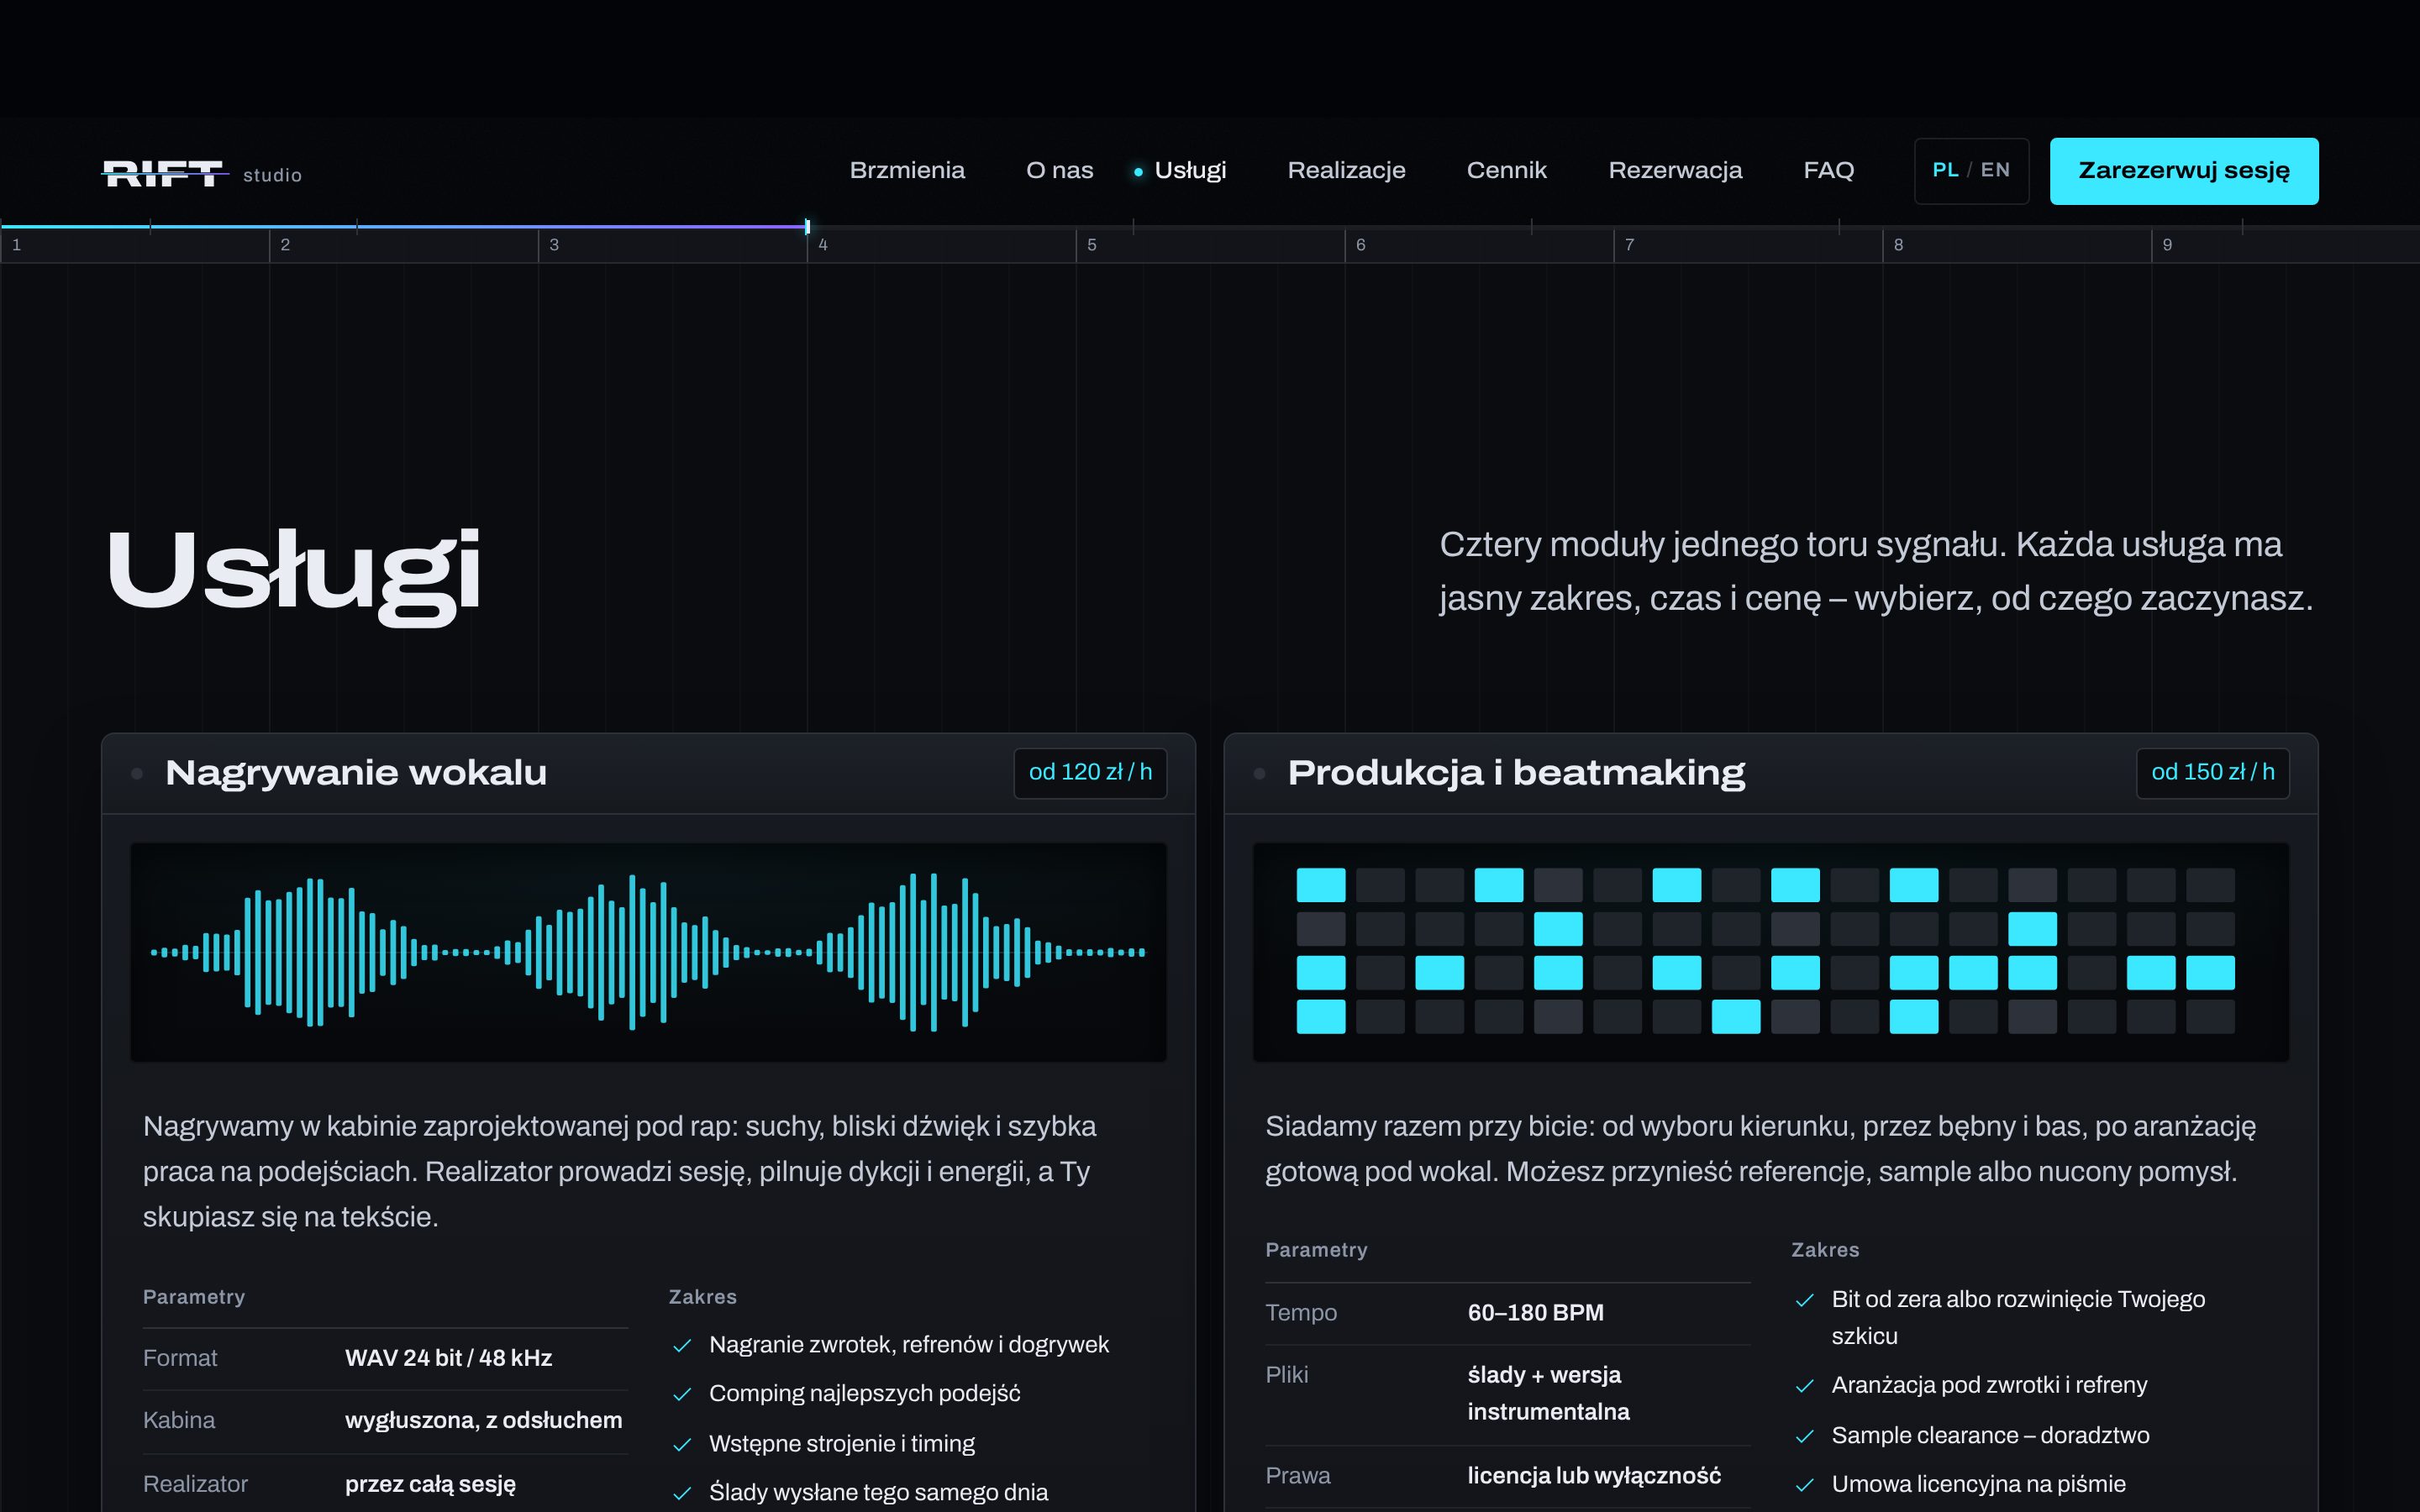 RIFT studio
Brzmienia
O nas
Usługi
Realizacje
Cennik
Rezerwacja
FAQ
PL / EN
Zarezerwuj sesję
1 2 3 4 5 6 7 8 9
Usługi
Cztery moduły jednego toru sygnału. Każda usługa ma
jasny zakres, czas i cenę – wybierz, od czego zaczynasz.
Nagrywanie wokalu
od 120 zł / h
Nagrywamy w kabinie zaprojektowanej pod rap: suchy, bliski dźwięk i szybka
praca na podejściach. Realizator prowadzi sesję, pilnuje dykcji i energii, a Ty
skupiasz się na tekście.
Parametry
Format WAV 24 bit / 48 kHz
Kabina wygłuszona, z odsłuchem
Realizator przez całą sesję
Zakres
Nagranie zwrotek, refrenów i dogrywek
Comping najlepszych podejść
Wstępne strojenie i timing
Ślady wysłane tego samego dnia
Produkcja i beatmaking
od 150 zł / h
Siadamy razem przy bicie: od wyboru kierunku, przez bębny i bas, po aranżację
gotową pod wokal. Możesz przynieść referencje, sample albo nucony pomysł.
Parametry
Tempo 60–180 BPM
Pliki ślady + wersja
instrumentalna
Prawa licencja lub wyłączność
Zakres
Bit od zera albo rozwinięcie Twojego
szkicu
Aranżacja pod zwrotki i refreny
Sample clearance – doradztwo
Umowa licencyjna na piśmie